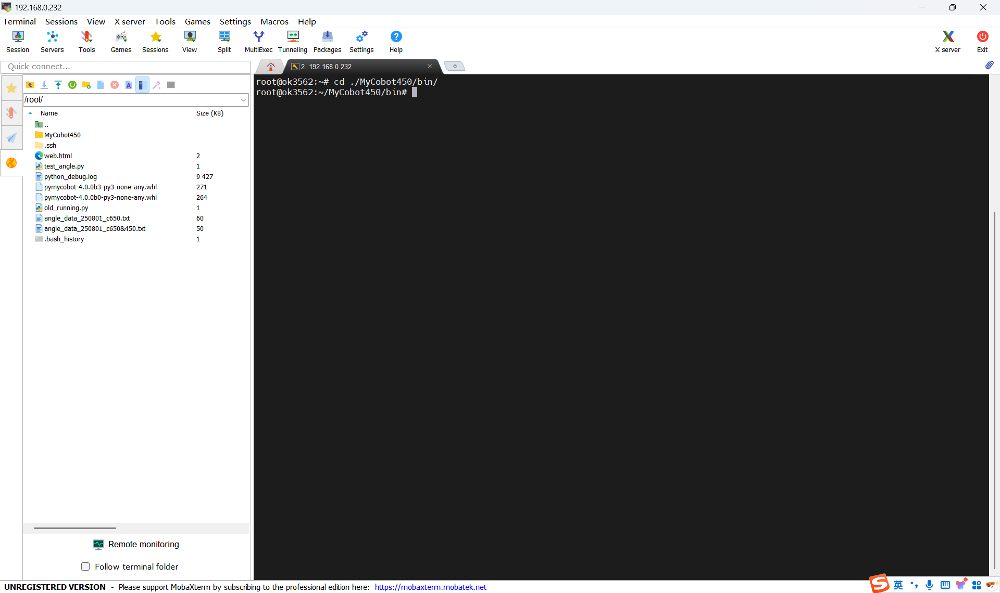 192.168.0.232
Terminal Sessions View X server Tools Games Settings Macros Help
Session Servers Tools Games Sessions View Split MultiExec Tunneling Packages Settings Help X server Exit
Quick connect...
2. 192.168.0.232
/root/
Name Size (KB)
..
MyCobot450
.ssh
web.html 2
test_angle.py 1
python_debug.log 9 427
pymycobot-4.0.0b3-py3-none-any.whl 271
pymycobot-4.0.0b0-py3-none-any.whl 264
old_running.py 1
angle_data_250801_c650.txt 60
angle_data_250801_c650&450.txt 50
.bash_history 1
root@ok3562:~# cd ./MyCobot450/bin/
root@ok3562:~/MyCobot450/bin#
Remote monitoring
Follow terminal folder
UNREGISTERED VERSION - Please support MobaXterm by subscribing to the professional edition here: https://mobaxterm.mobatek.net
英